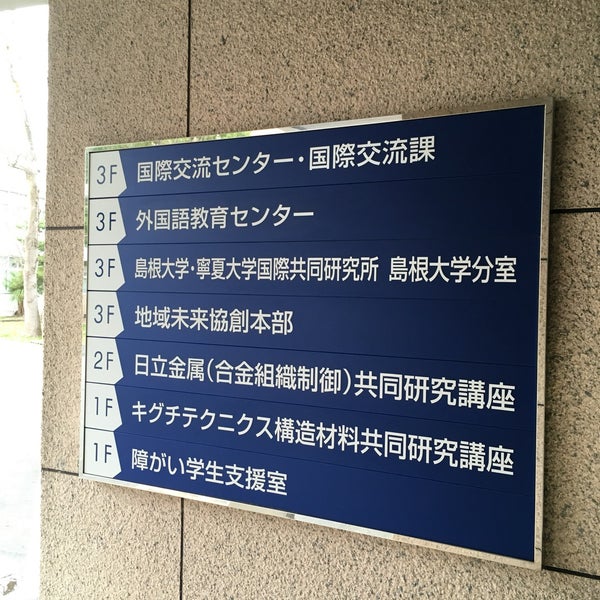 3F 国際交流センター・国際交流課
3F 外国語教育センター
3F 島根大学・寧夏大学国際共同研究所 島根大学分室
3F 地域未来協創本部
2F 日立金属(合金組織制御)共同研究講座
1F キグチテクニクス構造材料共同研究講座
1F 障がい学生支援室